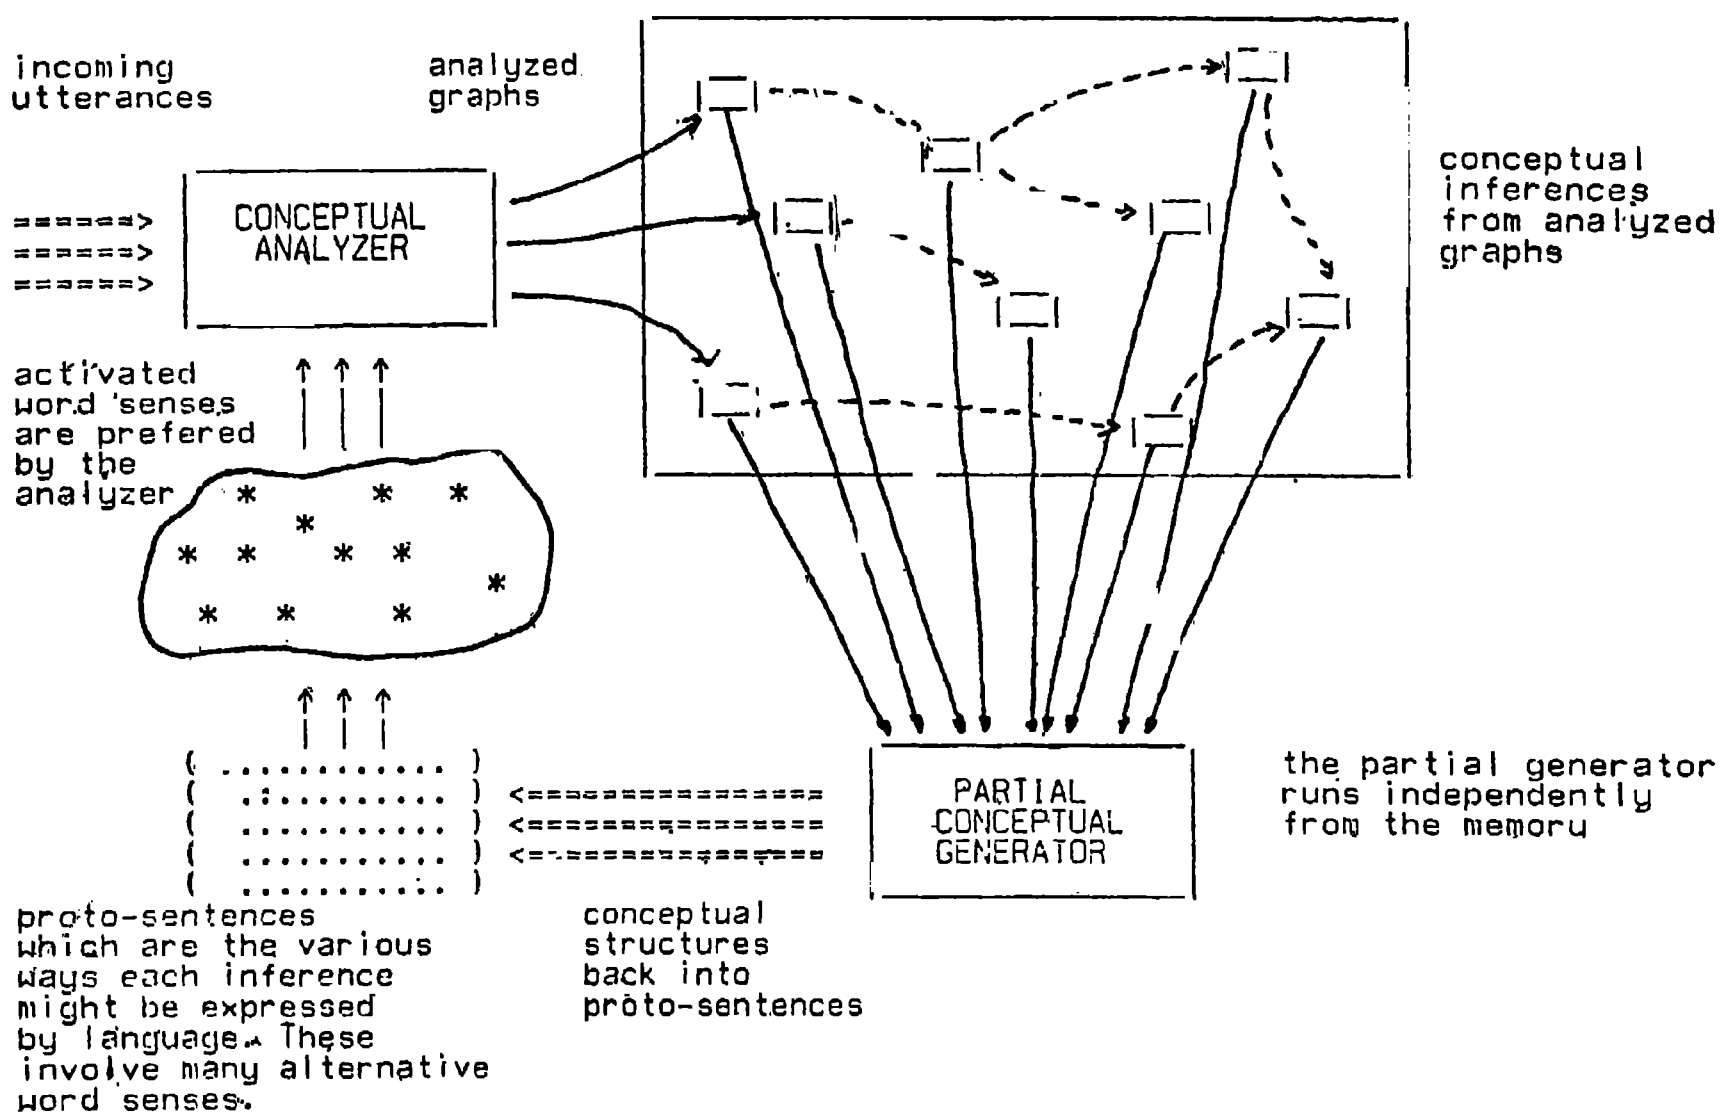 incoming
utterances
analyzed
graphs
CONCEPTUAL
ANALYZER
conceptual
inferences
from analyzed
graphs
activated
word senses
are prefered
by the
analyzer
PARTIAL
CONCEPTUAL
GENERATOR
the partial generator
runs independently
from the memory
proto-sentences
which are the various
ways each inference
might be expressed
by language. These
involve many alternative
word senses.
conceptual
structures
back into
proto-sentences